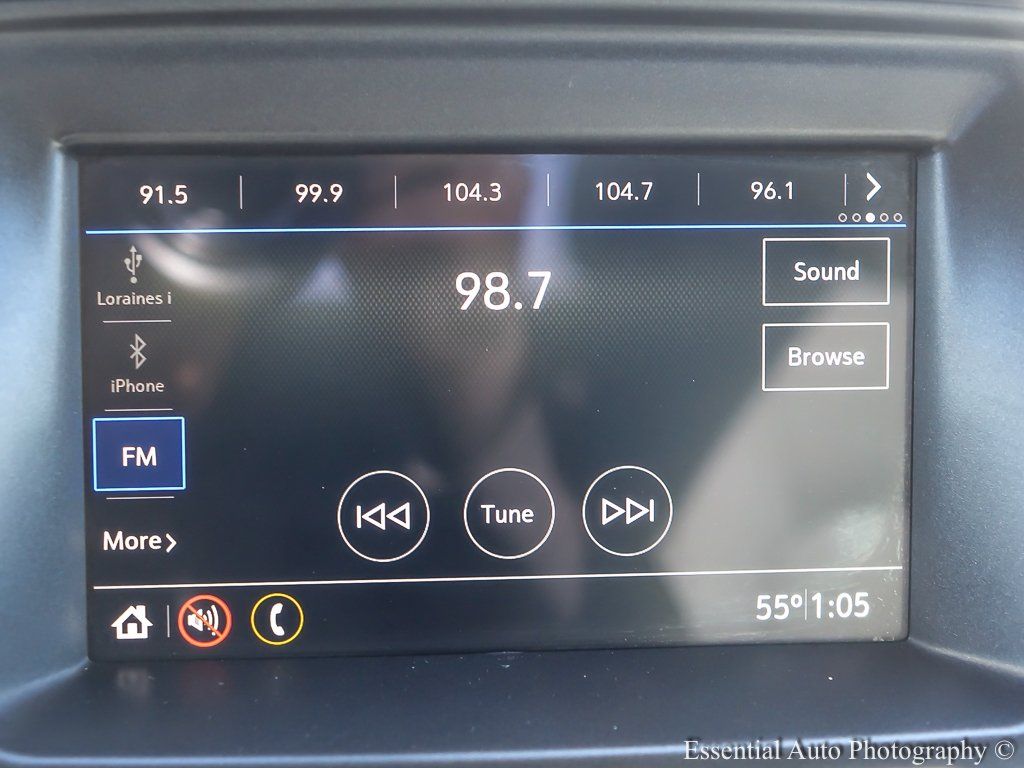 91.5 99.9 104.3 104.7 96.1
Loraines i
98.7
Sound
iPhone
Browse
FM
Tune
More
55° 1:05
Essential Auto Photography ©